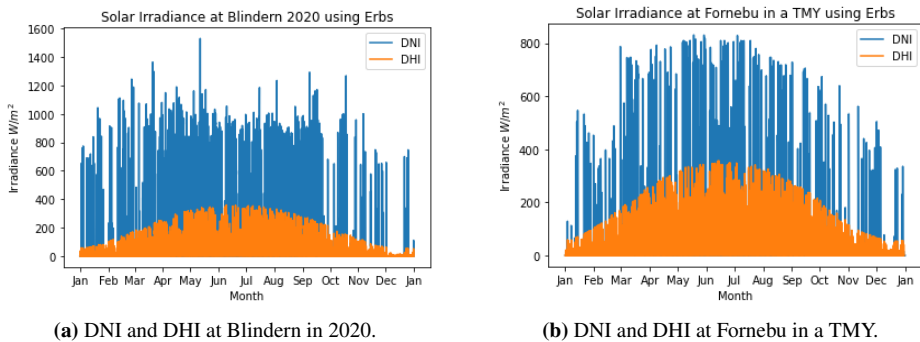 Solar Irradiance at Blindern 2020 using Erbs
1600
1400
1200
1000
800
600
400
200
0
Irradiance W/m²
DNI
DHI
Jan Feb Mar Apr May Jun Jul Aug Sep Oct Nov Dec Jan
Month
(a) DNI and DHI at Blindern in 2020.
Solar Irradiance at Fornebu in a TMY using Erbs
800
600
400
200
0
Irradiance W/m²
DNI
DHI
Jan Feb Mar Apr May Jun Jul Aug Sep Oct Nov Dec Jan
Month
(b) DNI and DHI at Fornebu in a TMY.